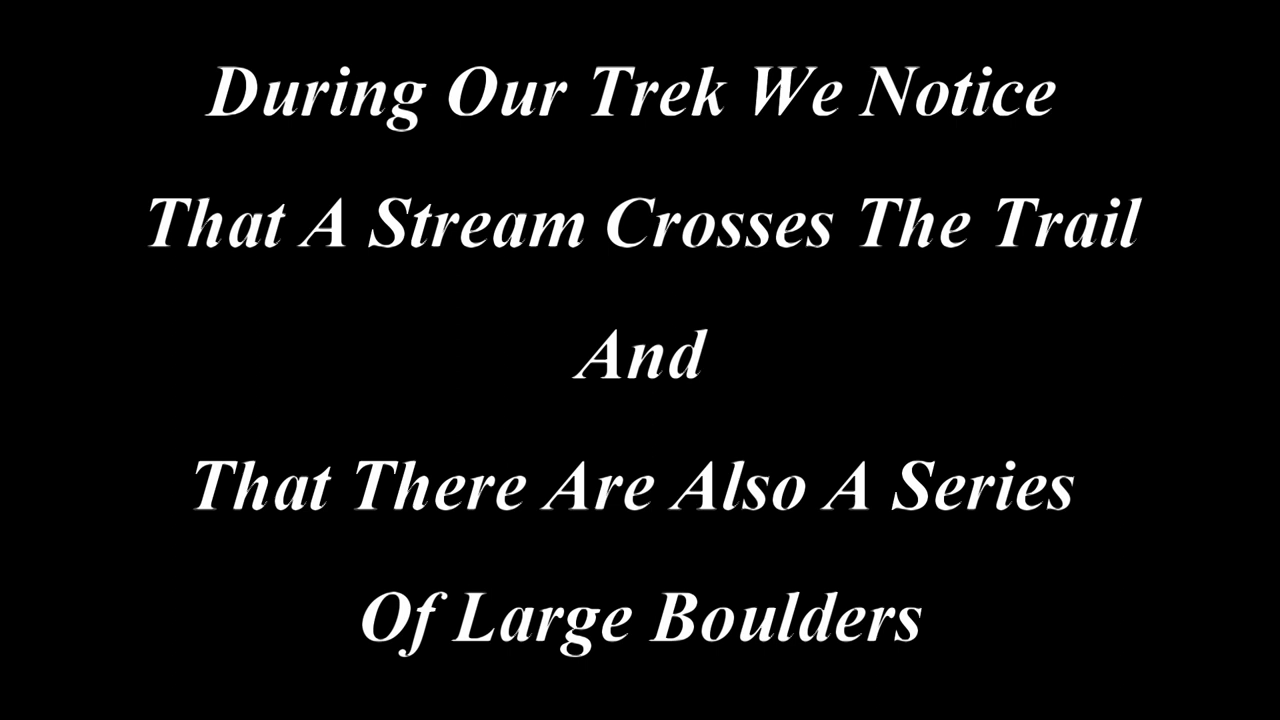 During Our Trek We Notice
That A Stream Crosses The Trail
And
That There Are Also A Series
Of Large Boulders